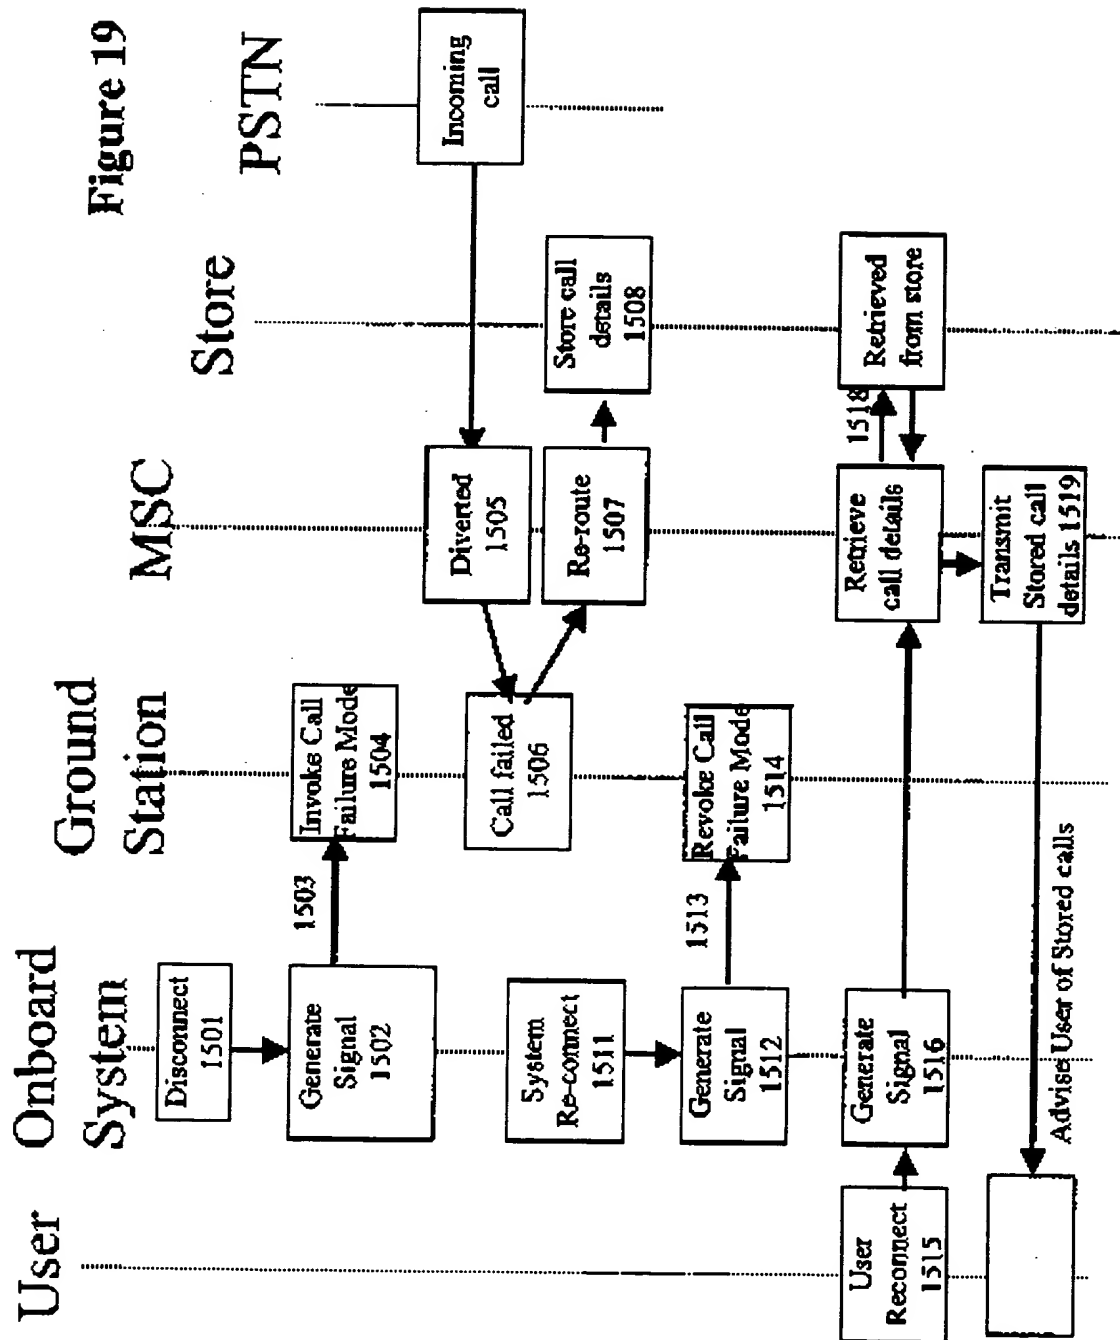 Figure 19
User
Onboard
System
Ground
Station
MSC
Store
PSTN
Disconnect
1501
Generate
Signal
1502
1503
Invoke Call
Failure Mode
1504
Incoming
call
Diverted
1505
Call failed
1506
Re-route
1507
Store call
details
1508
System
Re-connect
1511
Generate
Signal
1512
1513
Revoke Call
Failure Mode
1514
User
Reconnect
1515
Generate
Signal
1516
Retrieve
call details
1518
Retrieved
from store
Transmit
Stored call
details 1519
Advise User of Stored calls